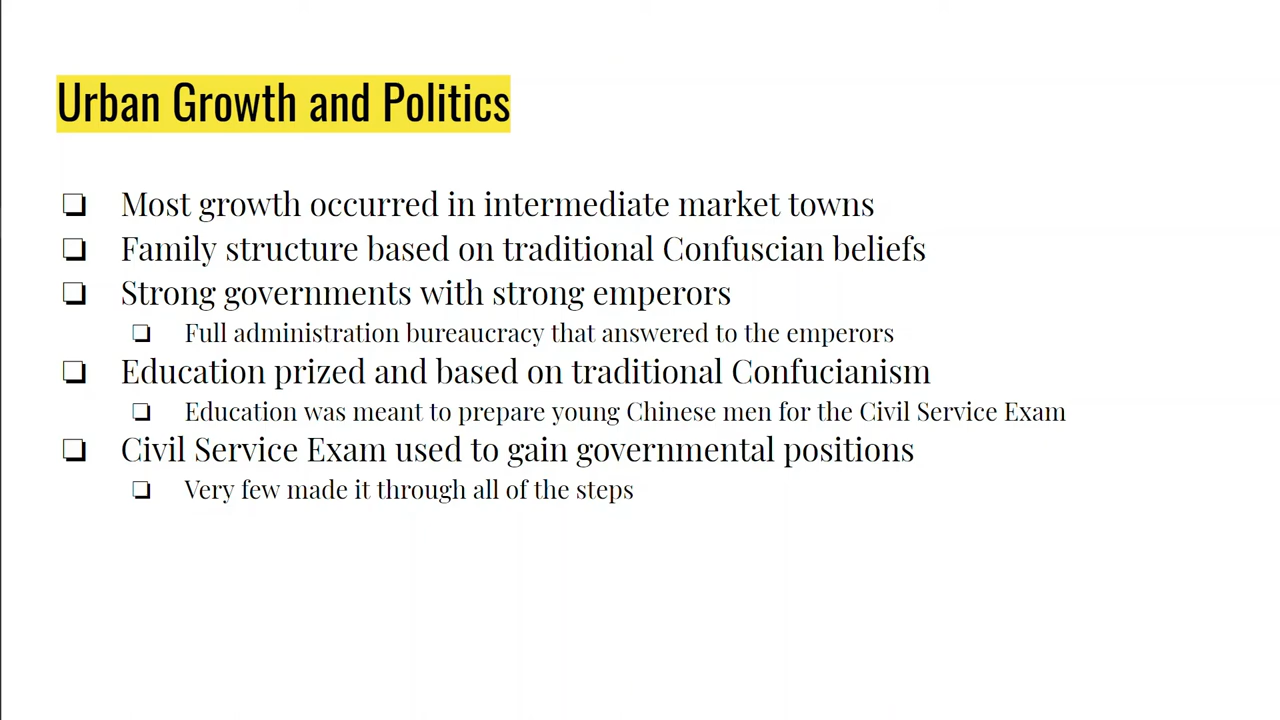 Urban Growth and Politics
❏ Most growth occurred in intermediate market towns
❏ Family structure based on traditional Confuscian beliefs
❏ Strong governments with strong emperors
❏ Full administration bureaucracy that answered to the emperors
❏ Education prized and based on traditional Confucianism
❏ Education was meant to prepare young Chinese men for the Civil Service Exam
❏ Civil Service Exam used to gain governmental positions
❏ Very few made it through all of the steps